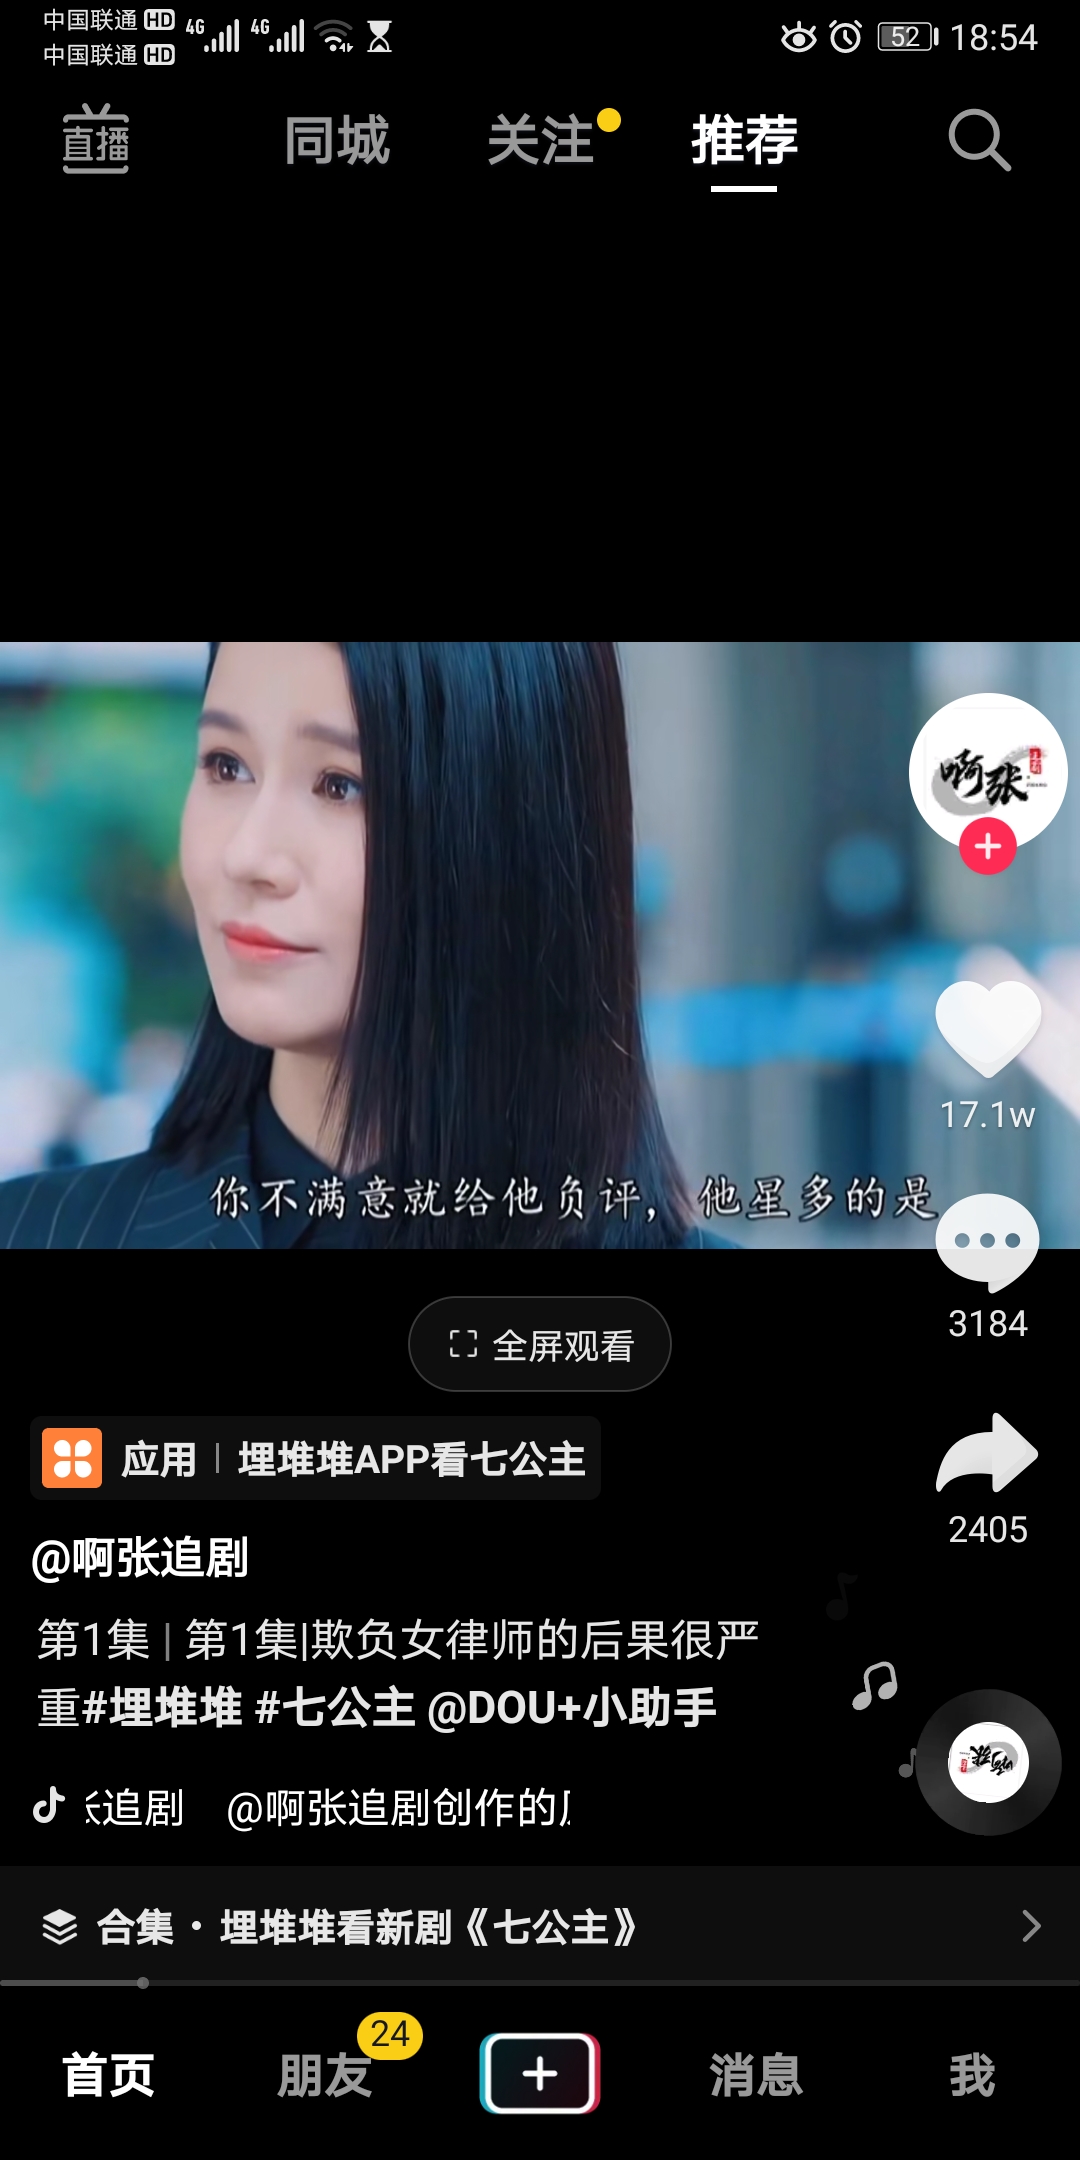 中国联通 HD 4G 4G 52 18:54
中国联通 HD
直播 同城 关注 推荐
啊张
17.1w
你不满意就给他负评，他星多的是
3184
全屏观看
应用 | 埋堆堆APP看七公主
2405
@啊张追剧
第1集 | 第1集|欺负女律师的后果很严
重#埋堆堆 #七公主 @DOU+小助手
追剧 @啊张追剧创作的
啊张
合集 · 埋堆堆看新剧《七公主》
24
首页 朋友 消息 我